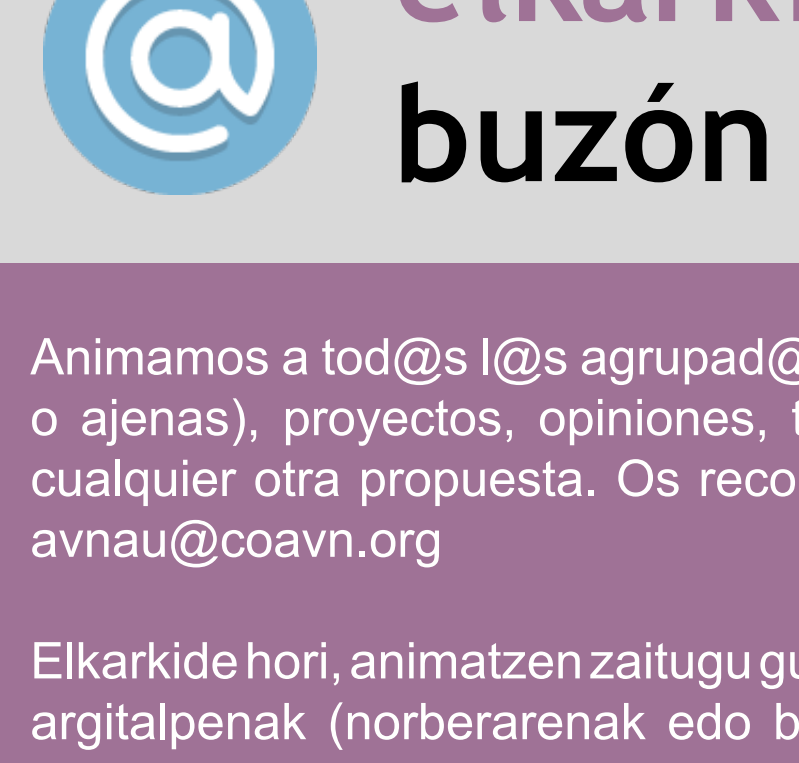 buzón
Animamos a tod@s l@s agrupad@
o ajenas), proyectos, opiniones,
cualquier otra propuesta. Os
avnau@coavn.org
Elkarkide hori, animatzen zaitugu
argitalpenak (norberarenak edo